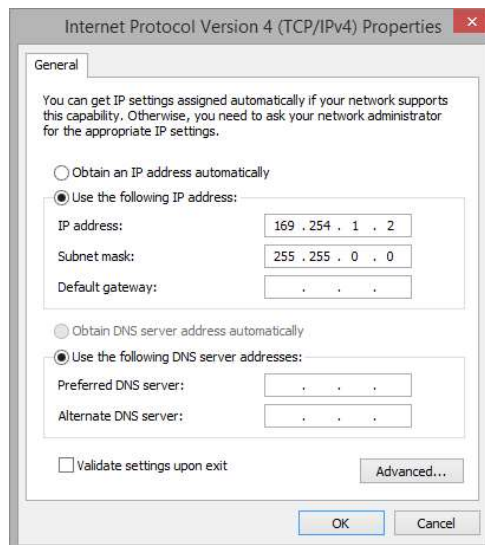 Internet Protocol Version 4 (TCP/IPv4) Properties
General
You can get IP settings assigned automatically if your network supports
this capability. Otherwise, you need to ask your network administrator
for the appropriate IP settings.
Obtain an IP address automatically
Use the following IP address:
IP address: 169 . 254 . 1 . 2
Subnet mask: 255 . 255 . 0 . 0
Default gateway: . . .
Obtain DNS server address automatically
Use the following DNS server addresses:
Preferred DNS server: . . .
Alternate DNS server: . . .
Validate settings upon exit
Advanced...
OK Cancel